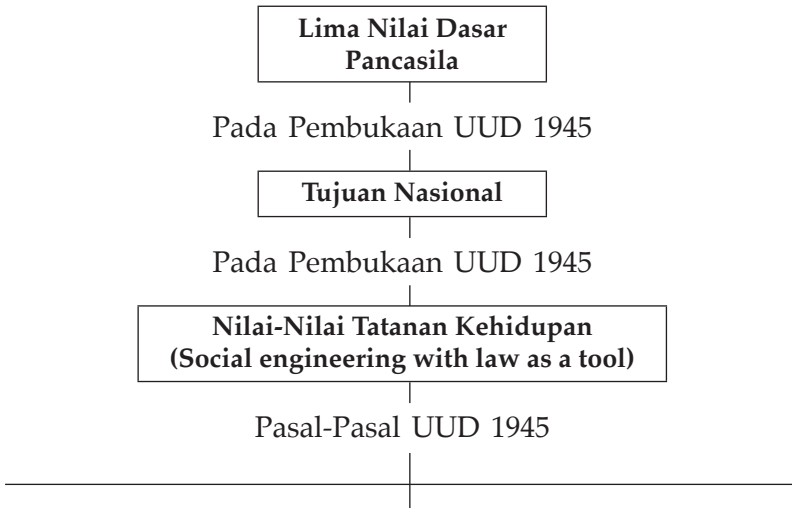 Lima Nilai Dasar
Pancasila
Pada Pembukaan UUD 1945
Tujuan Nasional
Pada Pembukaan UUD 1945
Nilai-Nilai Tatanan Kehidupan
(Social engineering with law as a tool)
Pasal-Pasal UUD 1945